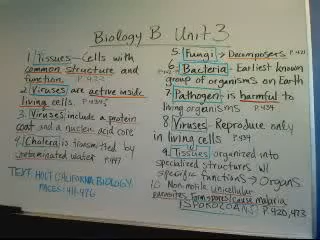 Biology B Unit 3
1. Tissues - Cells with
common structure and
function. P. 422
2. Viruses are active inside
living cells. P. 434
3. Viruses include a protein
coat and a nucleic acid core
4. Cholera is transmitted by
contaminated water P. 447
TEXT: HOLT CALIFORNIA BIOLOGY
PAGES: 411-476
5. Fungi → Decomposers P. 421
6. Bacteria - Earliest known
group of organisms on Earth
7. Pathogen is harmful to
living organisms P. 434
8. Viruses - Reproduce only
in living cells P. 434
9. Tissues organized into
specialized structures w/
specific functions → Organs
10. Non motile unicellular
parasites, form spores/cause malaria
[SPOROZOANS] P. 420, 473